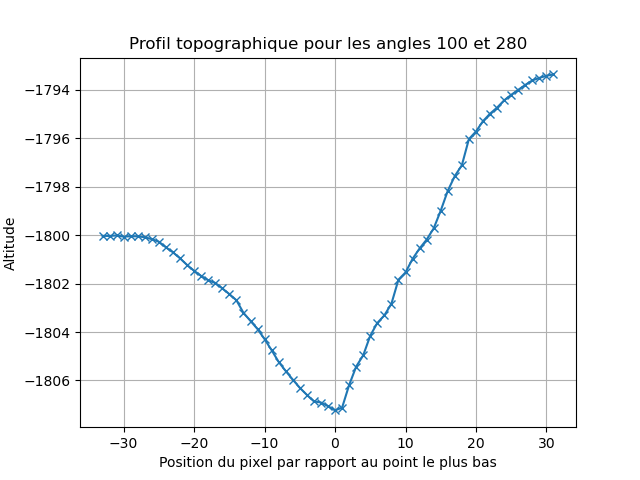 Profil topographique pour les angles 100 et 280
Altitude
−1794
−1796
−1798
−1800
−1802
−1804
−1806
−30 −20 −10 0 10 20 30
Position du pixel par rapport au point le plus bas